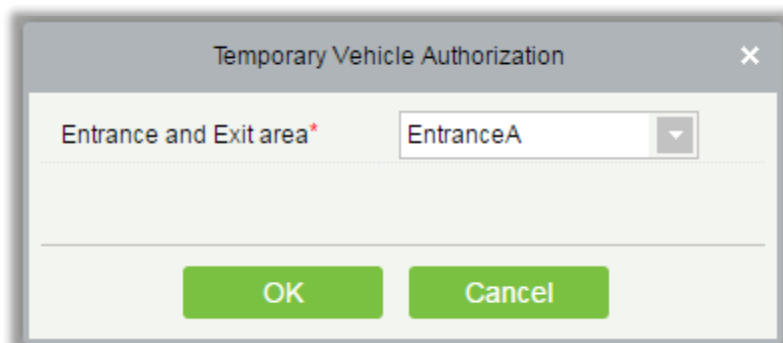 Temporary Vehicle Authorization
Entrance and Exit area* EntranceA
OK Cancel